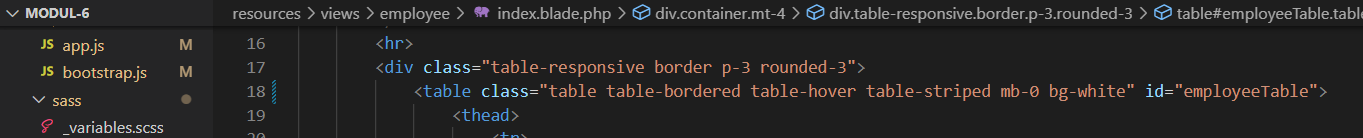 MODUL-6
JS app.js M
JS bootstrap.js M
sass
_variables.scss
resources > views > employee > index.blade.php > div.container.mt-4 > div.table-responsive.border.p-3.rounded-3 > table#employeeTable.tabl
16 <hr>
17 <div class="table-responsive border p-3 rounded-3">
18 <table class="table table-bordered table-hover table-striped mb-0 bg-white" id="employeeTable">
19 <thead>
20 <tr>